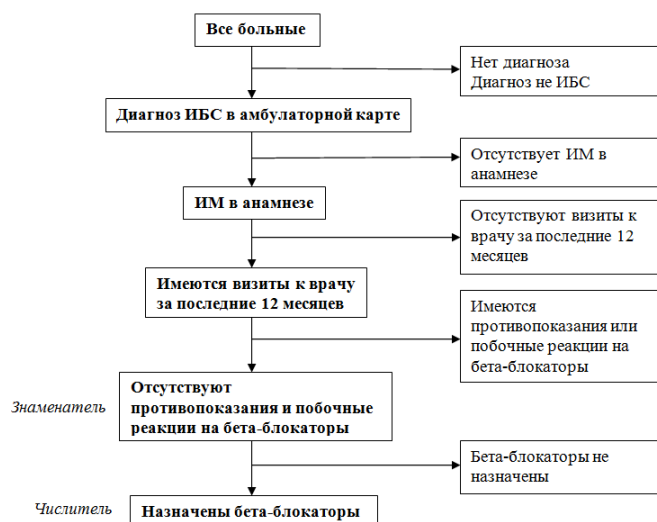 Все больные
Нет диагноза
Диагноз не ИБС
Диагноз ИБС в амбулаторной карте
Отсутствует ИМ в
анамнезе
ИМ в анамнезе
Отсутствуют визиты к
врачу за последние 12
месяцев
Имеются визиты к врачу
за последние 12 месяцев
Имеются
противопоказания или
побочные реакции на
бета-блокаторы
Знаменатель
Отсутствуют
противопоказания и побочные
реакции на бета-блокаторы
Бета-блокаторы не
назначены
Числитель
Назначены бета-блокаторы